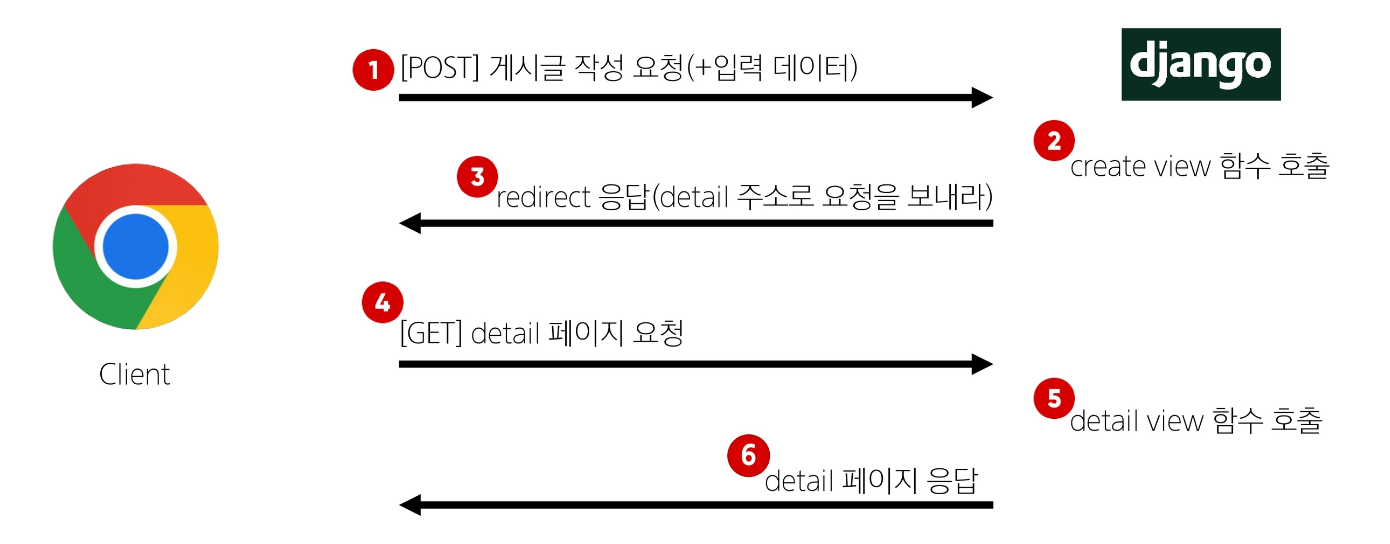 django
1 [POST] 게시글 작성 요청(+입력 데이터)
2 create view 함수 호출
3 redirect 응답(detail 주소로 요청을 보내라)
4 [GET] detail 페이지 요청
Client
5 detail view 함수 호출
6 detail 페이지 응답